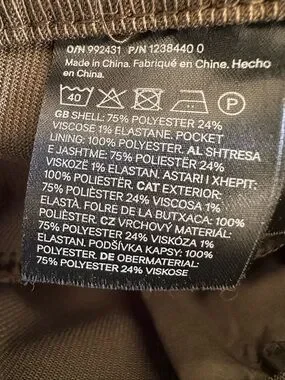 O/N 992431 P/N 1238440 0
Made in China. Fabriqué en Chine. Hecho
en China.
40 P
GB SHELL: 75% POLYESTER 24%
VISCOSE 1% ELASTANE. POCKET
LINING: 100% POLYESTER. AL SHTRESA
E JASHTME: 75% POLIESTËR 24%
VISKOZË 1% ELASTAN. ASTARI I XHEPIT:
100% POLIESTËR. CAT EXTERIOR:
75% POLIÈSTER 24% VISCOSA 1%
ELASTÀ. FOLRE DE LA BUTXACA: 100%
POLIÈSTER. CZ VRCHOVÝ MATERIÁL:
75% POLYESTER 24% VISKÓZA 1%
ELASTAN. PODŠÍVKA KAPSY: 100%
POLYESTER. DE OBERMATERIAL:
75% POLYESTER 24% VISKOSE